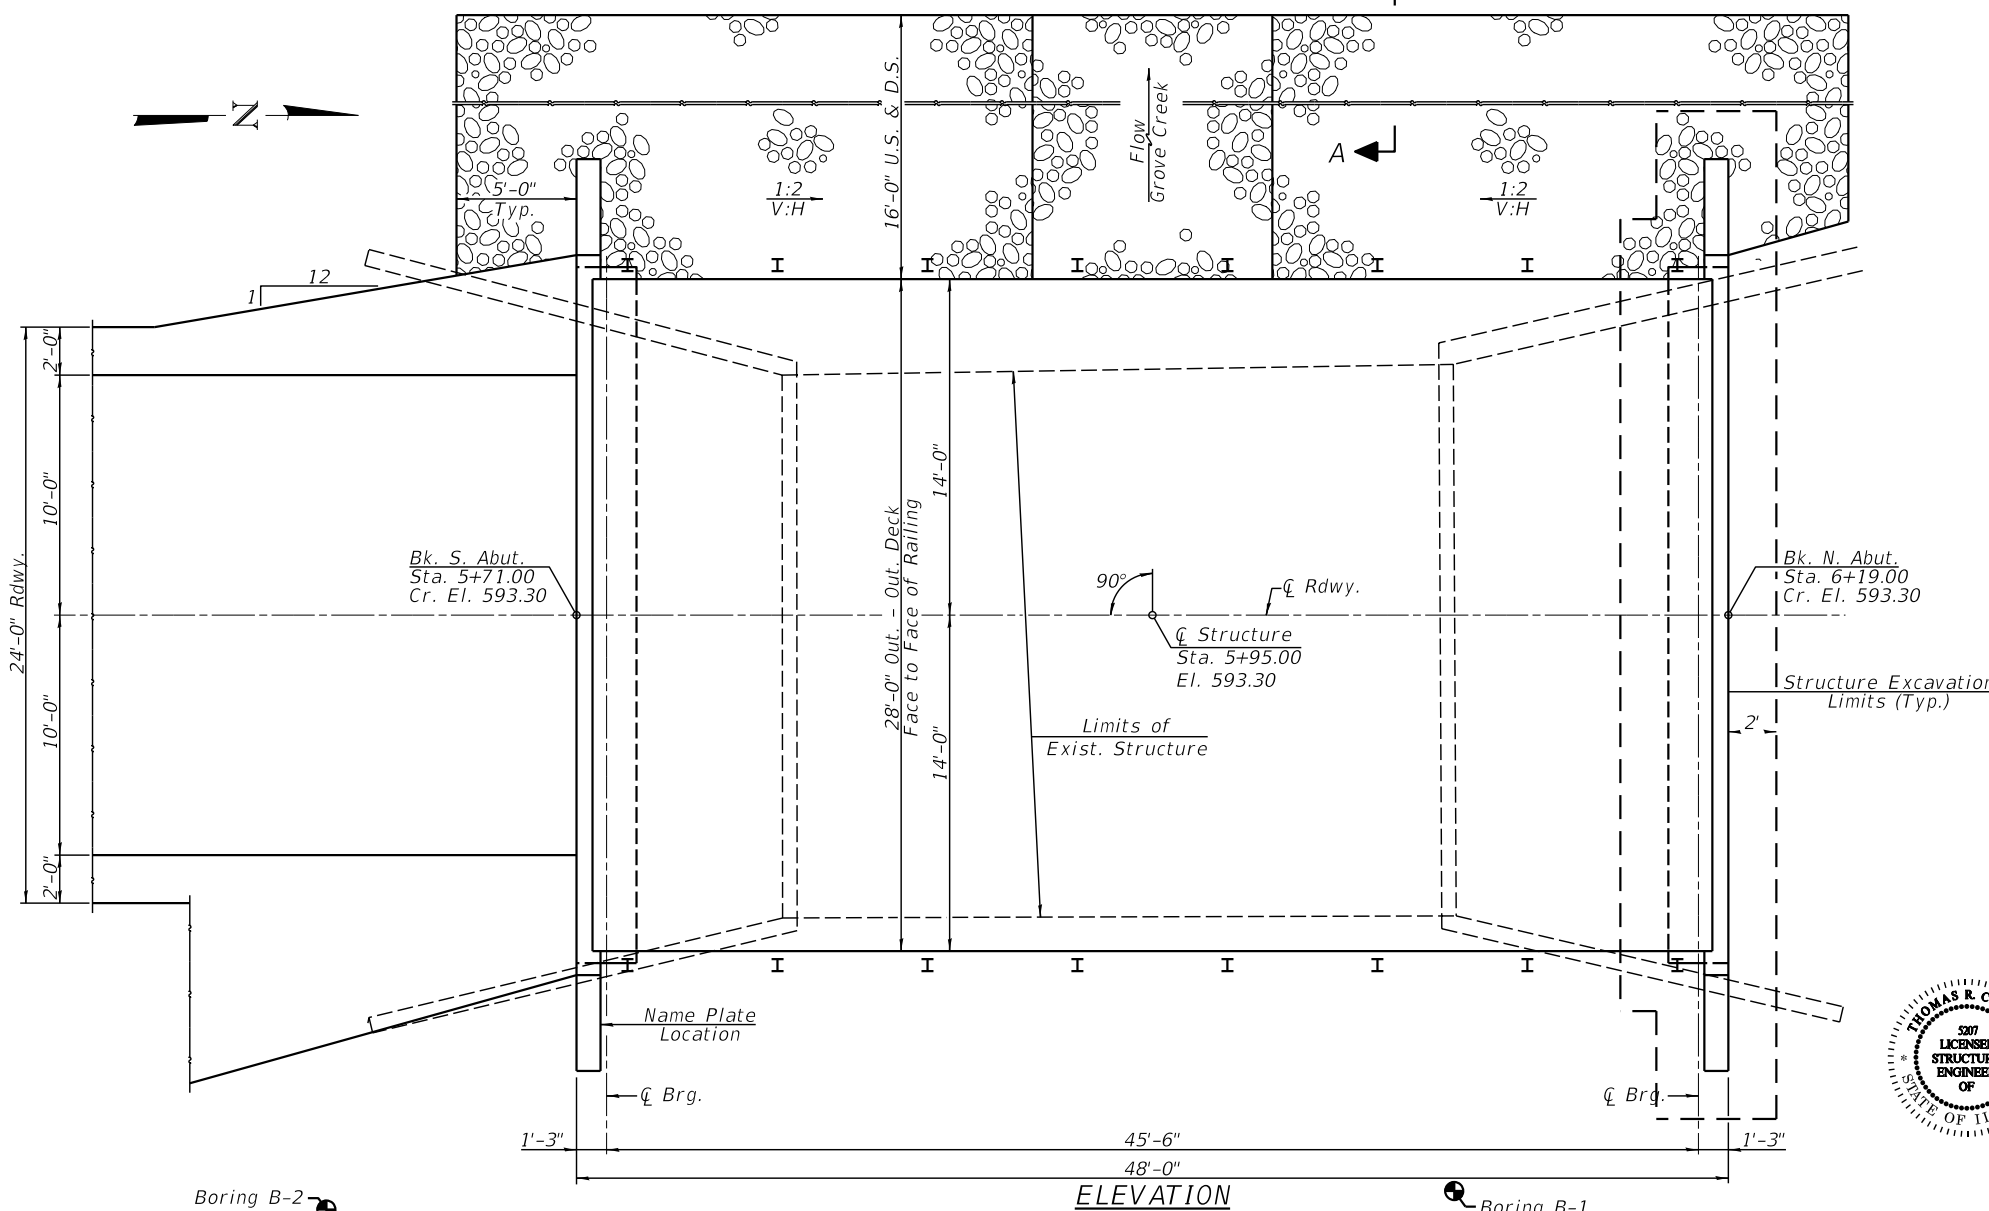 N
16'-0" U.S. & D.S.
Flow
Grove Creek
A
5'-0"
Typ.
1:2
V:H
1:2
V:H
12
1
2'-0"
10'-0"
24'-0" Rdwy.
10'-0"
2'-0"
14'-0"
28'-0" Out. - Out. Deck
Face to Face of Railing
14'-0"
Bk. S. Abut.
Sta. 5+71.00
Cr. El. 593.30
90°
℄ Rdwy.
℄ Structure
Sta. 5+95.00
El. 593.30
Bk. N. Abut.
Sta. 6+19.00
Cr. El. 593.30
Structure Excavation
Limits (Typ.)
2'
Limits of
Exist. Structure
Name Plate
Location
℄ Brg.
℄ Brg.
THOMAS R. C
5207
LICENSE
STRUCTUR
ENGINEE
OF
* STATE OF IL
1'-3"
45'-6"
1'-3"
48'-0"
ELEVATION
Boring B-2
Boring B-1